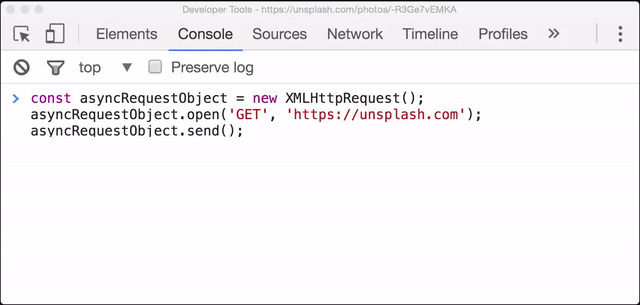 Developer Tools - https://unsplash.com/photos/-R3Ge7vEMKA
Elements Console Sources Network Timeline Profiles »
top ▼ Preserve log
> const asyncRequestObject = new XMLHttpRequest();
asyncRequestObject.open('GET', 'https://unsplash.com');
asyncRequestObject.send();